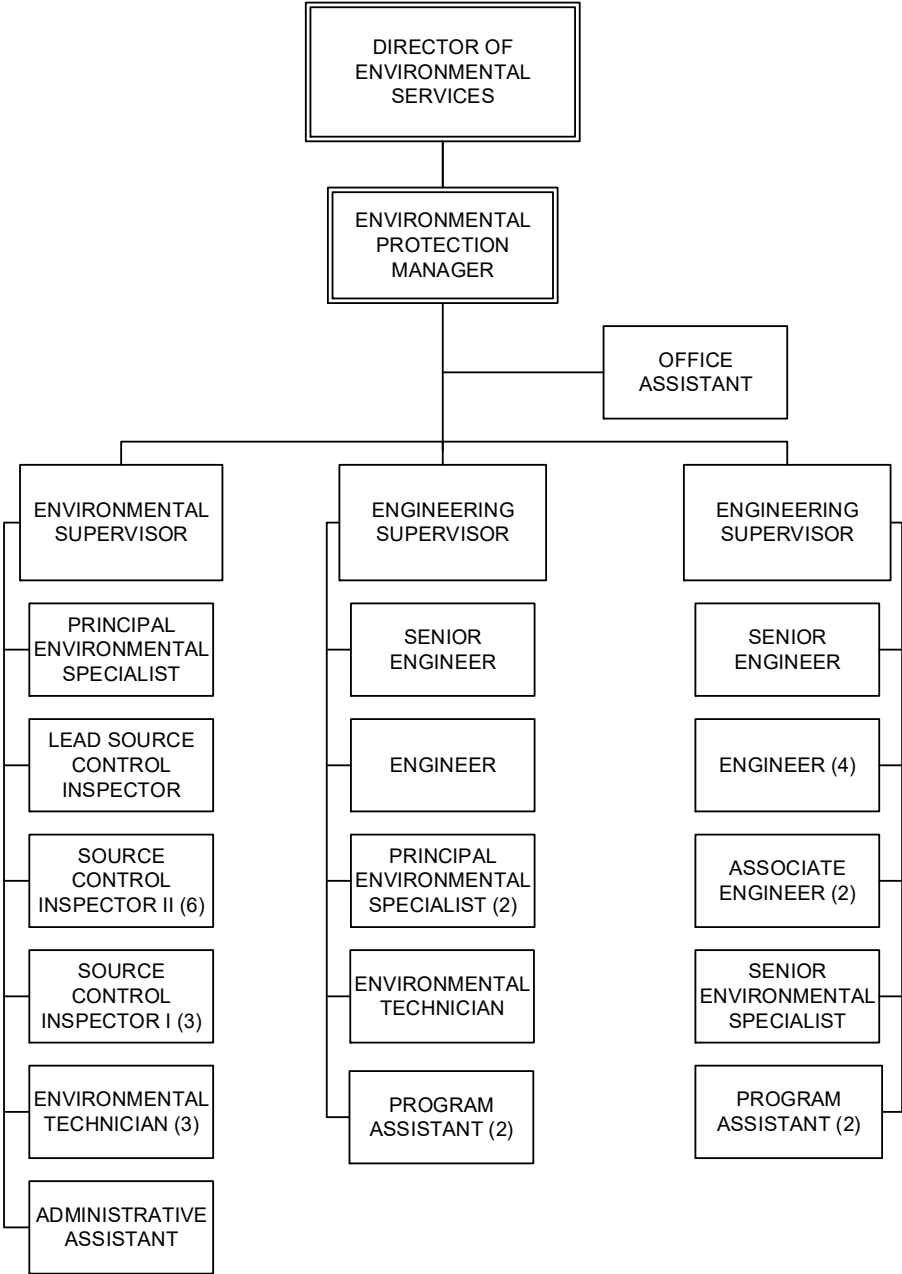 DIRECTOR OF
ENVIRONMENTAL
SERVICES
ENVIRONMENTAL
PROTECTION
MANAGER
OFFICE
ASSISTANT
ENVIRONMENTAL
SUPERVISOR
PRINCIPAL
ENVIRONMENTAL
SPECIALIST
LEAD SOURCE
CONTROL
INSPECTOR
SOURCE
CONTROL
INSPECTOR II (6)
SOURCE
CONTROL
INSPECTOR I (3)
ENVIRONMENTAL
TECHNICIAN (3)
ADMINISTRATIVE
ASSISTANT
ENGINEERING
SUPERVISOR
SENIOR
ENGINEER
ENGINEER
PRINCIPAL
ENVIRONMENTAL
SPECIALIST (2)
ENVIRONMENTAL
TECHNICIAN
PROGRAM
ASSISTANT (2)
ENGINEERING
SUPERVISOR
SENIOR
ENGINEER
ENGINEER (4)
ASSOCIATE
ENGINEER (2)
SENIOR
ENVIRONMENTAL
SPECIALIST
PROGRAM
ASSISTANT (2)